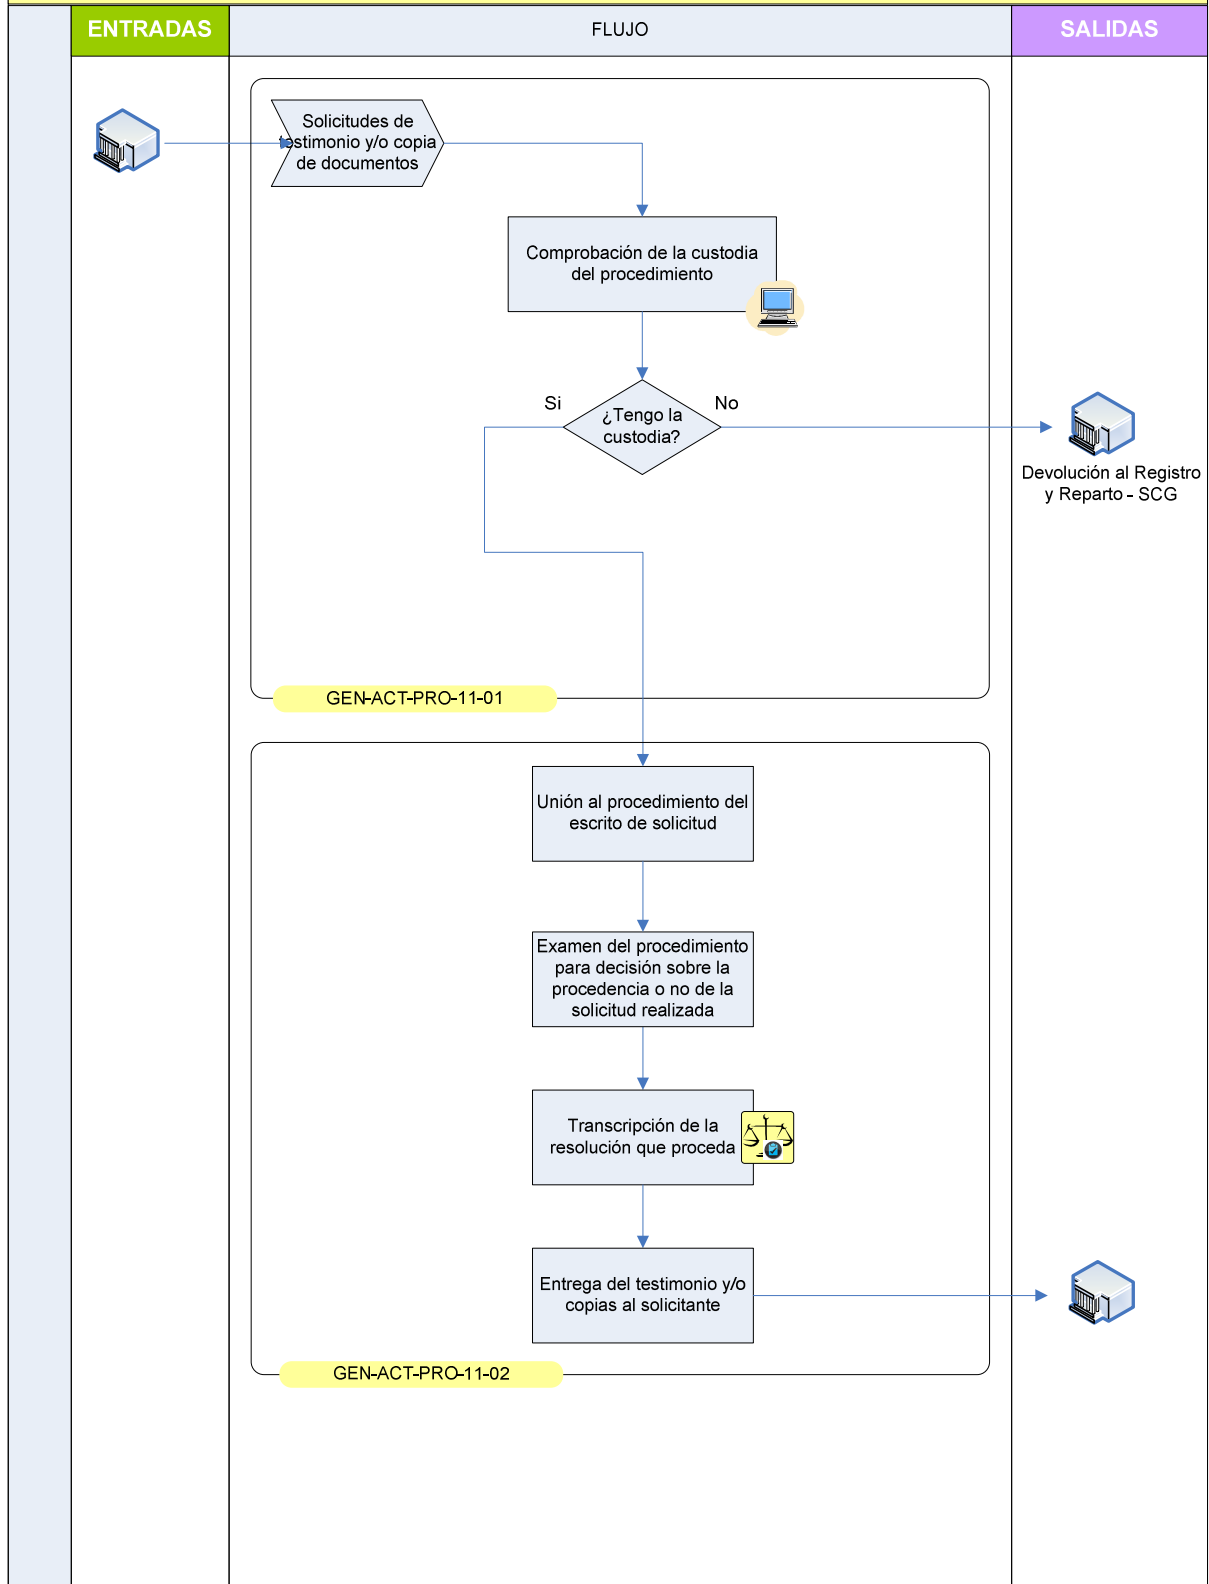 ENTRADAS
FLUJO
SALIDAS
Solicitudes de
testimonio y/o copia
de documentos
Comprobación de la custodia
del procedimiento
Si
¿Tengo la
custodia?
No
Devolución al Registro
y Reparto - SCG
GEN-ACT-PRO-11-01
Unión al procedimiento del
escrito de solicitud
Examen del procedimiento
para decisión sobre la
procedencia o no de la
solicitud realizada
Transcripción de la
resolución que proceda
Entrega del testimonio y/o
copias al solicitante
GEN-ACT-PRO-11-02